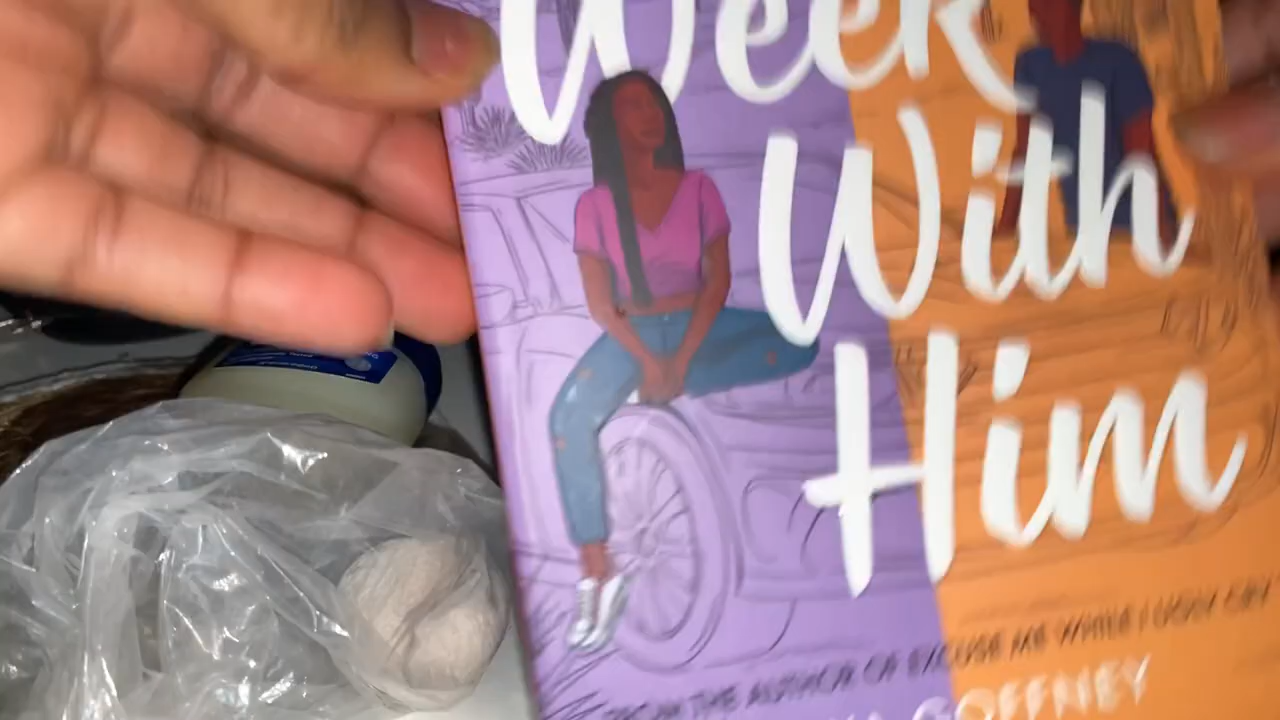 Week
With
Him
FROM THE AUTHOR OF EXCUSE ME WHILE I UGLY CRY
GOFFNEY